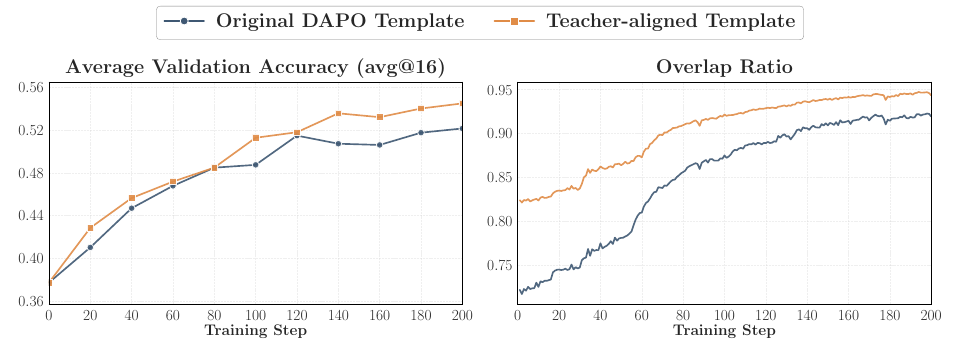 Original DAPO Template
Teacher-aligned Template
Average Validation Accuracy (avg@16)
0.56
0.52
0.48
0.44
0.40
0.36
0 20 40 60 80 100 120 140 160 180 200
Training Step
Overlap Ratio
0.95
0.90
0.85
0.80
0.75
0 20 40 60 80 100 120 140 160 180 200
Training Step